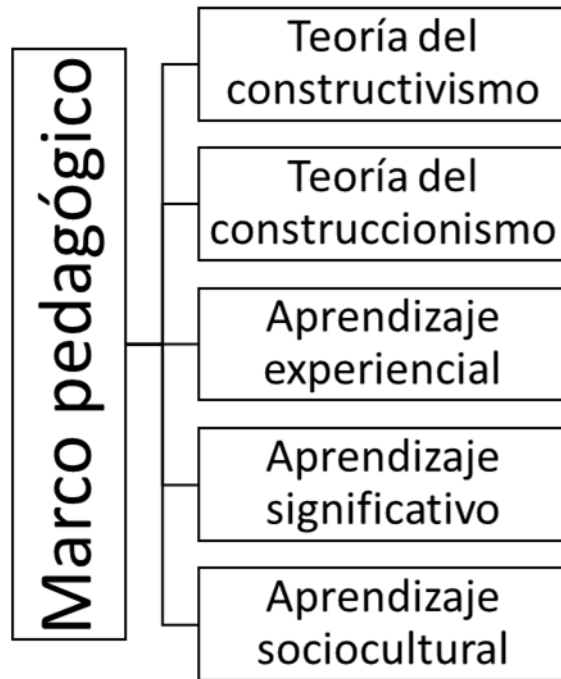 Marco pedagógico
Teoría del
constructivismo
Teoría del
construccionismo
Aprendizaje
experiencial
Aprendizaje
significativo
Aprendizaje
sociocultural